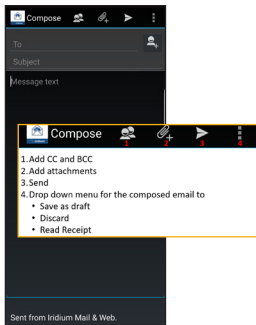 Compose
To
Subject
Message text
Compose
1 2 3 4
1.Add CC and BCC
2.Add attachments
3.Send
4.Drop down menu for the composed email to
• Save as draft
• Discard
• Read Receipt
Sent from Iridium Mail & Web.